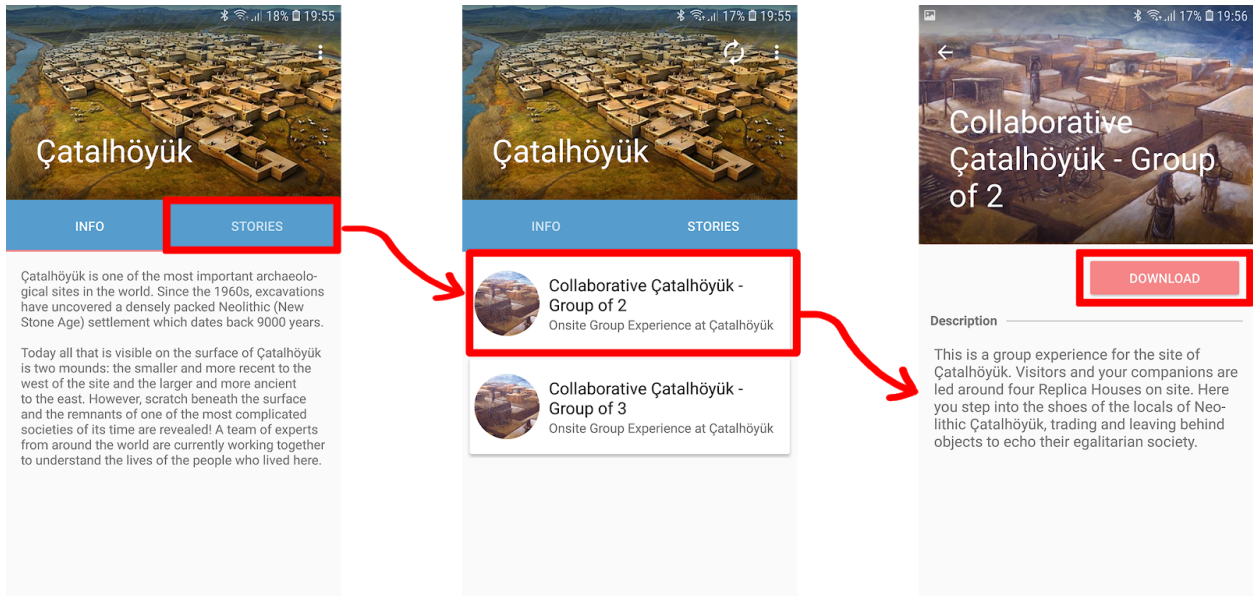 18% 19:55
Çatalhöyük
INFO
STORIES
Çatalhöyük is one of the most important archaeolo-
gical sites in the world. Since the 1960s, excavations
have uncovered a densely packed Neolithic (New
Stone Age) settlement which dates back 9000 years.
Today all that is visible on the surface of Çatalhöyük
is two mounds: the smaller and more recent to the
west of the site and the larger and more ancient
to the east. However, scratch beneath the surface
and the remnants of one of the most complicated
societies of its time are revealed! A team of experts
from around the world are currently working together
to understand the lives of the people who lived here.
17% 19:55
Çatalhöyük
INFO
STORIES
Collaborative Çatalhöyük -
Group of 2
Onsite Group Experience at Çatalhöyük
Collaborative Çatalhöyük -
Group of 3
Onsite Group Experience at Çatalhöyük
17% 19:56
Collaborative
Çatalhöyük - Group
of 2
DOWNLOAD
Description
This is a group experience for the site of
Çatalhöyük. Visitors and your companions are
led around four Replica Houses on site. Here
you step into the shoes of the locals of Neo-
lithic Çatalhöyük, trading and leaving behind
objects to echo their egalitarian society.